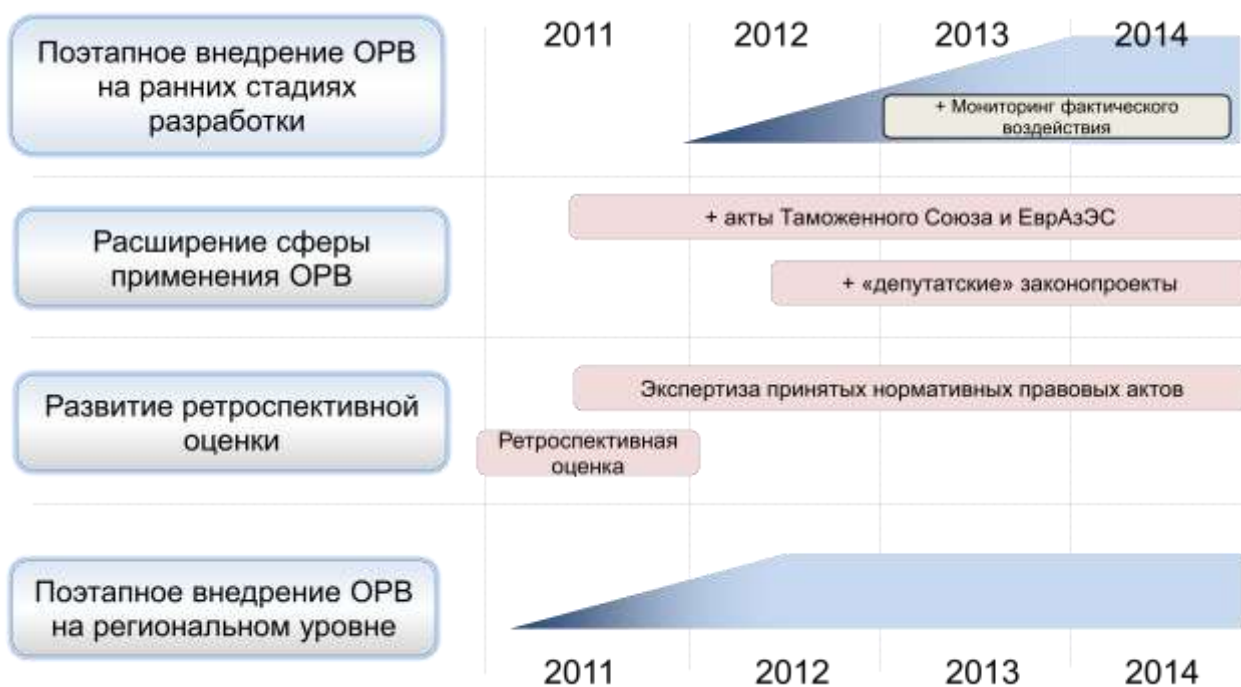 2011 2012 2013 2014
Поэтапное внедрение ОРВ
на ранних стадиях
разработки
+ Мониторинг фактического
воздействия
Расширение сферы
применения ОРВ
+ акты Таможенного Союза и ЕврАзЭС
+ «депутатские» законопроекты
Развитие ретроспективной
оценки
Экспертиза принятых нормативных правовых актов
Ретроспективная
оценка
Поэтапное внедрение ОРВ
на региональном уровне
2011 2012 2013 2014